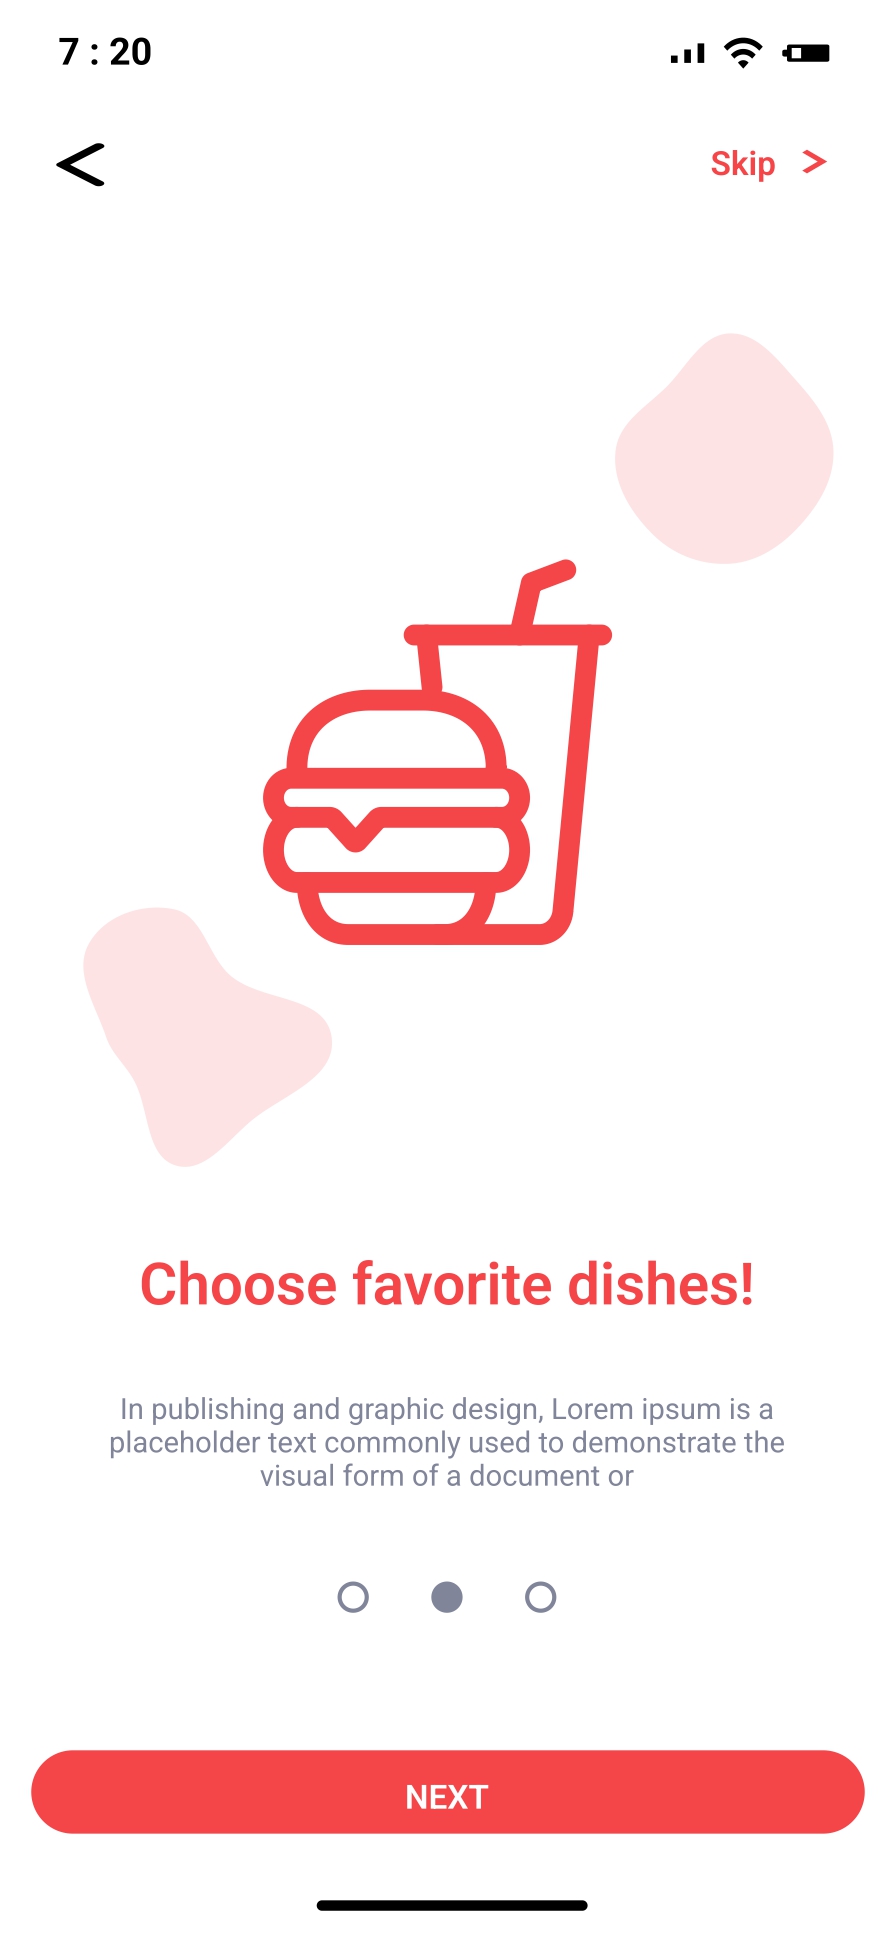 7 : 20
Skip
Choose favorite dishes!
In publishing and graphic design, Lorem ipsum is a
placeholder text commonly used to demonstrate the
visual form of a document or
NEXT